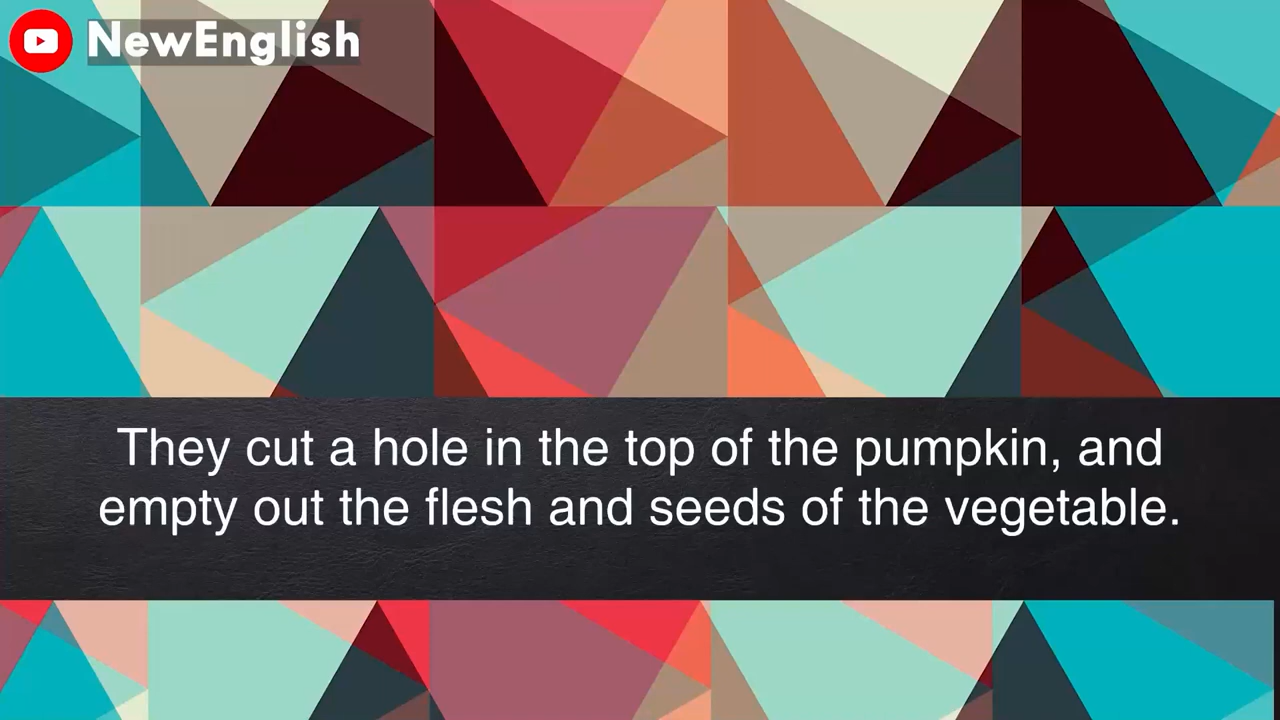 NewEnglish
They cut a hole in the top of the pumpkin, and
empty out the flesh and seeds of the vegetable.